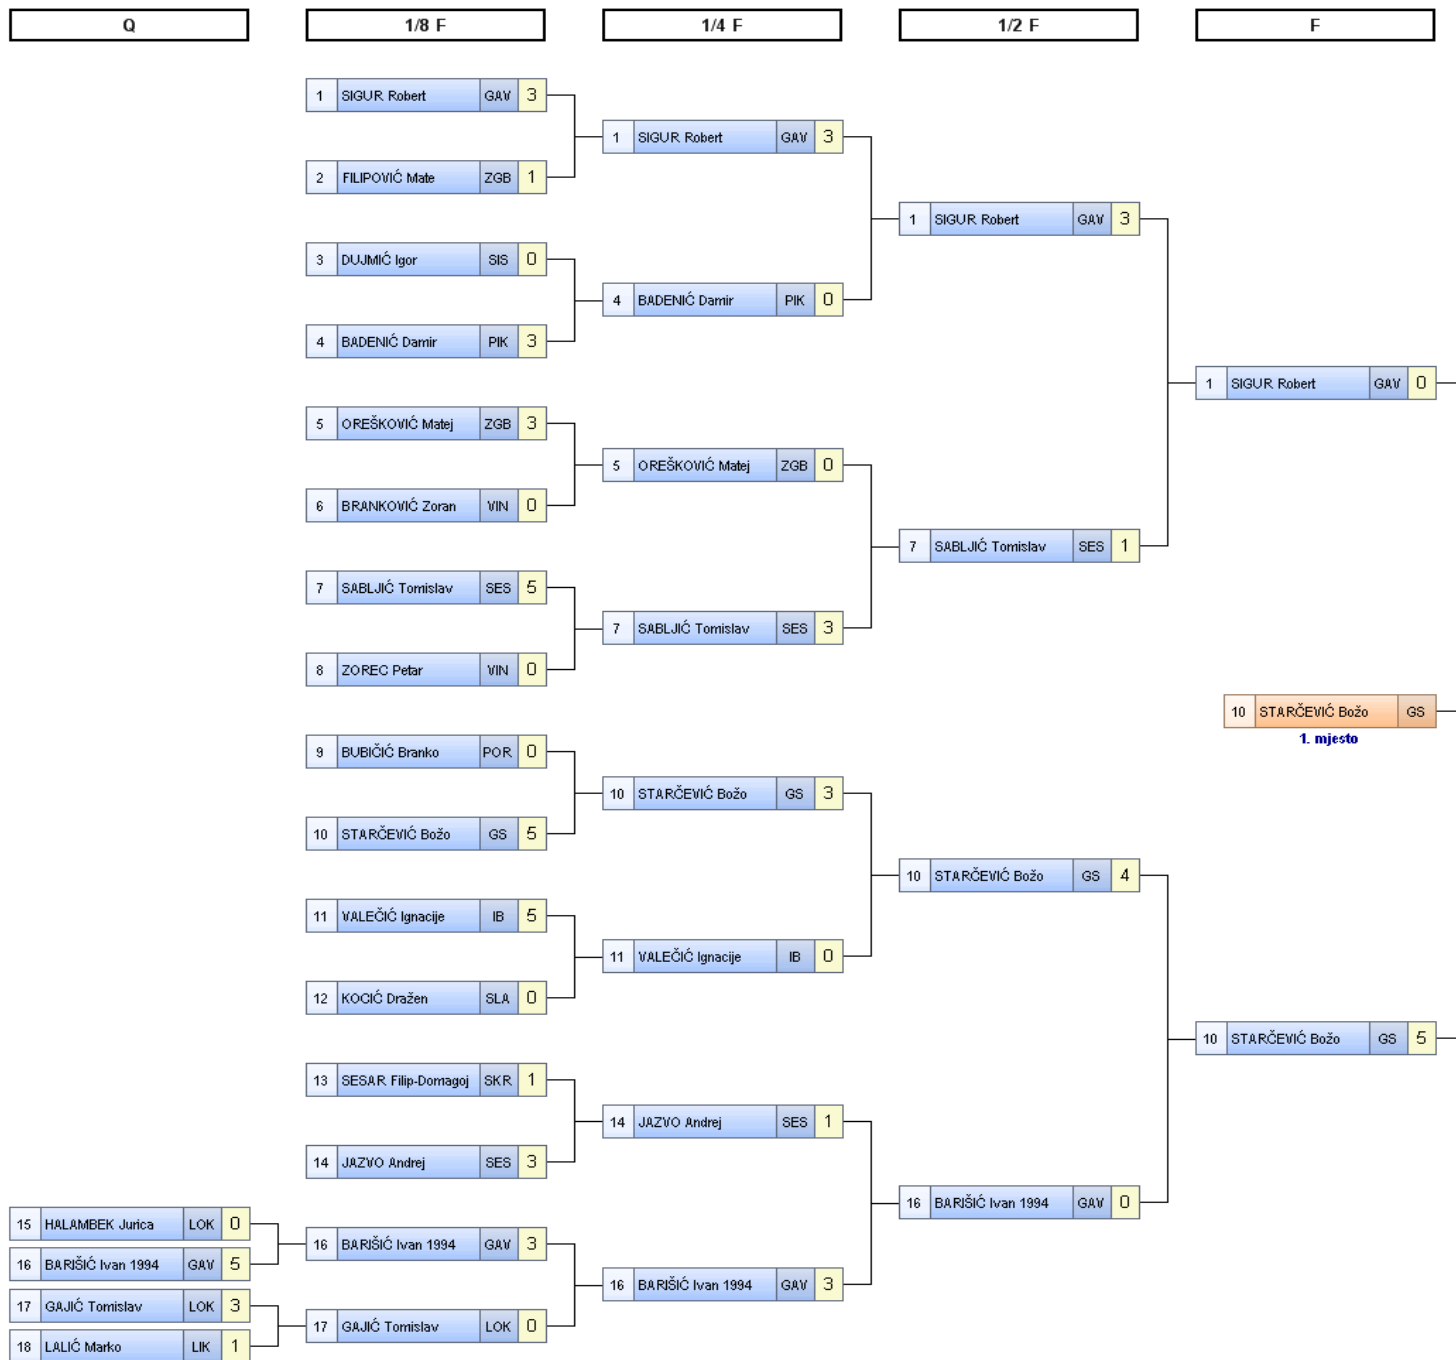 Q 1/8 F 1/4 F 1/2 F F
1 SIGUR Robert GAV 3
1 SIGUR Robert GAV 3
2 FILIPOVIĆ Mate ZGB 1
1 SIGUR Robert GAV 3
3 DUJMIĆ Igor SIS 0
4 BADENIĆ Damir PIK 0
4 BADENIĆ Damir PIK 3
1 SIGUR Robert GAV 0
5 OREŠKOVIĆ Matej ZGB 3
5 OREŠKOVIĆ Matej ZGB 0
6 BRANKOVIĆ Zoran VIN 0
7 SABLJIĆ Tomislav SES 1
7 SABLJIĆ Tomislav SES 5
7 SABLJIĆ Tomislav SES 3
8 ZOREC Petar VIN 0
10 STARČEVIĆ Božo GS
1. mjesto
9 BUBIČIĆ Branko POR 0
10 STARČEVIĆ Božo GS 3
10 STARČEVIĆ Božo GS 5
10 STARČEVIĆ Božo GS 4
11 VALEČIĆ Ignacije IB 5
11 VALEČIĆ Ignacije IB 0
12 KOCIĆ Dražen SLA 0
10 STARČEVIĆ Božo GS 5
13 SESAR Filip-Domagoj SKR 1
14 JAZVO Andrej SES 1
14 JAZVO Andrej SES 3
16 BARIŠIĆ Ivan 1994 GAV 0
15 HALAMBEK Jurica LOK 0
16 BARIŠIĆ Ivan 1994 GAV 3
16 BARIŠIĆ Ivan 1994 GAV 5
16 BARIŠIĆ Ivan 1994 GAV 3
17 GAJIĆ Tomislav LOK 3
17 GAJIĆ Tomislav LOK 0
18 LALIĆ Marko LIK 1